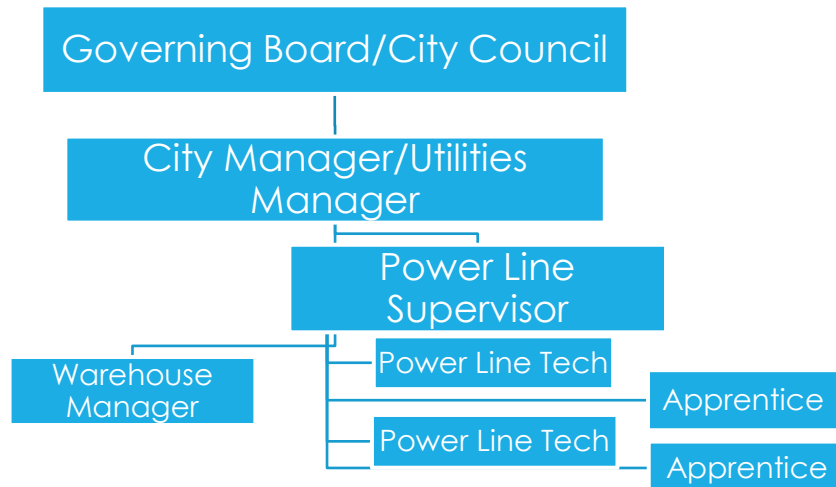 Governing Board/City Council
City Manager/Utilities
Manager
Power Line
Supervisor
Power Line Tech
Warehouse
Manager
Apprentice
Power Line Tech
Apprentice